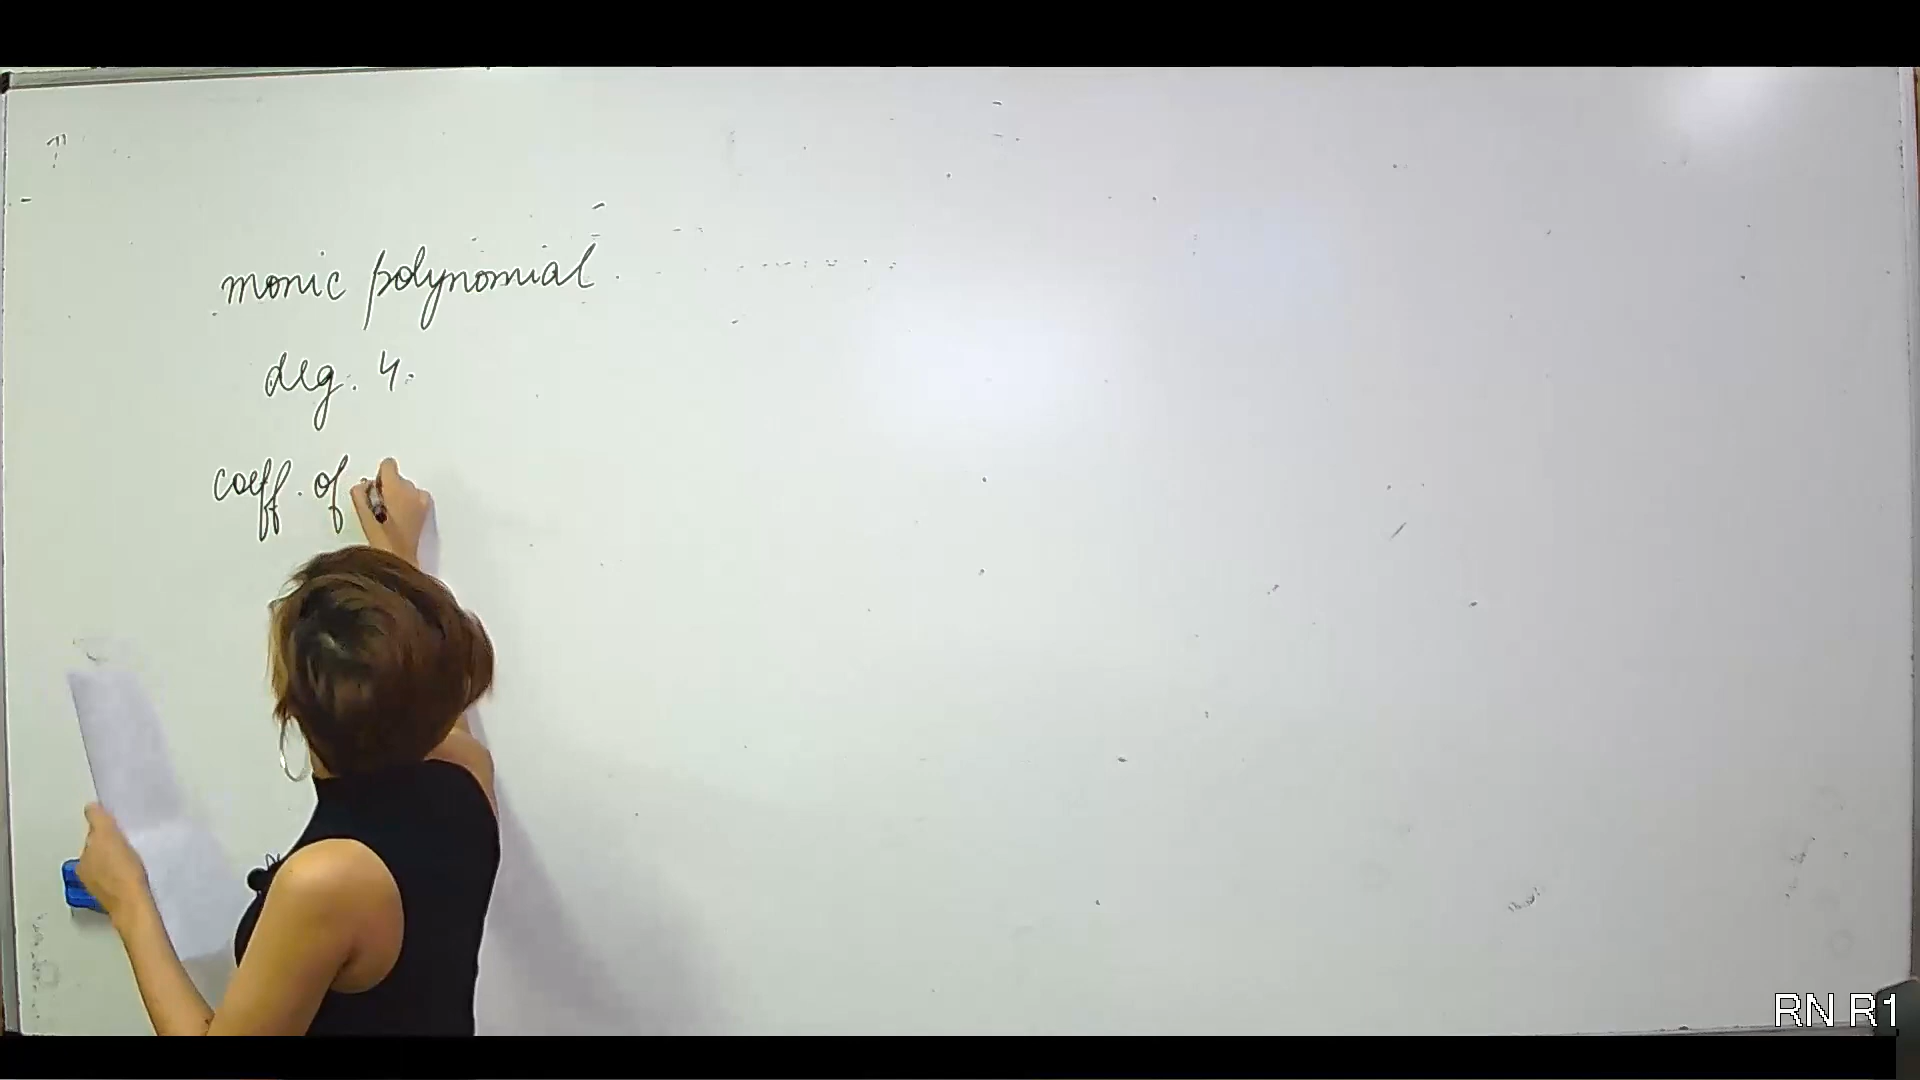 monic polynomial.
deg. 4.
coeff. of
RN R1